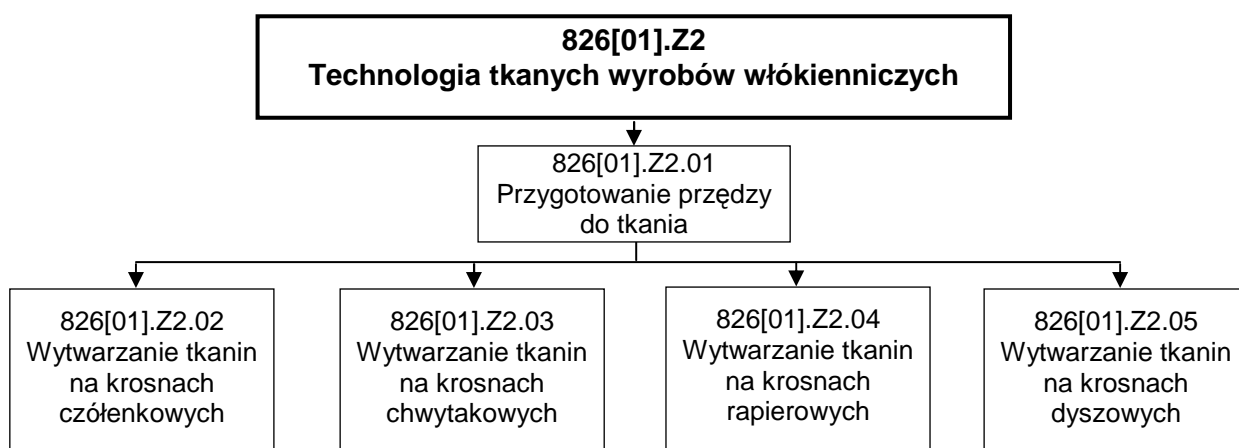 826[01].Z2
Technologia tkanych wyrobów włókienniczych
826[01].Z2.01
Przygotowanie przędzy
do tkania
826[01].Z2.02
Wytwarzanie tkanin
na krosnach
czółenkowych
826[01].Z2.03
Wytwarzanie tkanin
na krosnach
chwytakowych
826[01].Z2.04
Wytwarzanie tkanin
na krosnach
rapierowych
826[01].Z2.05
Wytwarzanie tkanin
na krosnach
dyszowych